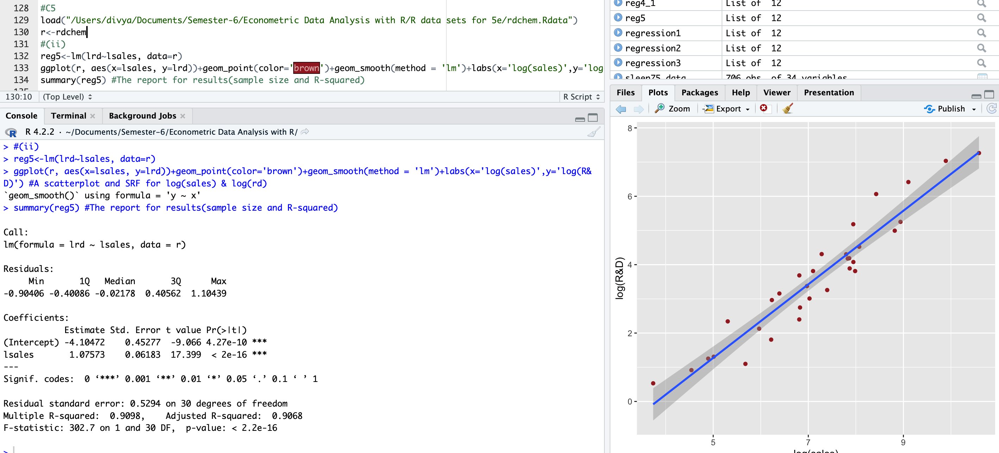 128 #C5
129 load("/Users/divya/Documents/Semester-6/Econometric Data Analysis with R/R data sets for 5e/rdchem.Rdata")
130 r<-rdchem
131 #(ii)
132 reg5<-lm(lrd~lsales, data=r)
133 ggplot(r, aes(x=lsales, y=lrd))+geom_point(color='brown')+geom_smooth(method = 'lm')+labs(x='log(sales)',y='log
134 summary(reg5) #The report for results(sample size and R-squared)
135
130:10 (Top Level) R Script
Console Terminal Background Jobs
R 4.2.2 · ~/Documents/Semester-6/Econometric Data Analysis with R/
> #(ii)
> reg5<-lm(lrd~lsales, data=r)
> ggplot(r, aes(x=lsales, y=lrd))+geom_point(color='brown')+geom_smooth(method = 'lm')+labs(x='log(sales)',y='log(R&
D)') #A scatterplot and SRF for log(sales) & log(rd)
`geom_smooth()` using formula = 'y ~ x'
> summary(reg5) #The report for results(sample size and R-squared)
Call:
lm(formula = lrd ~ lsales, data = r)
Residuals:
Min 1Q Median 3Q Max
-0.90406 -0.40086 -0.02178 0.40562 1.10439
Coefficients:
Estimate Std. Error t value Pr(>|t|)
(Intercept) -4.10472 0.45277 -9.066 4.27e-10 ***
lsales 1.07573 0.06183 17.399 < 2e-16 ***
---
Signif. codes: 0 ‘***’ 0.001 ‘**’ 0.01 ‘*’ 0.05 ‘.’ 0.1 ‘ ’ 1
Residual standard error: 0.5294 on 30 degrees of freedom
Multiple R-squared: 0.9098, Adjusted R-squared: 0.9068
F-statistic: 302.7 on 1 and 30 DF, p-value: < 2.2e-16
>
reg4_1 List of 12
reg5 List of 12
regression1 List of 12
regression2 List of 12
regression3 List of 12
sleep75_data 706 obs. of 34 variables
Files Plots Packages Help Viewer Presentation
Zoom Export Publish
8
6
4
2
0
log(R&D)
5 7 9
log(sales)